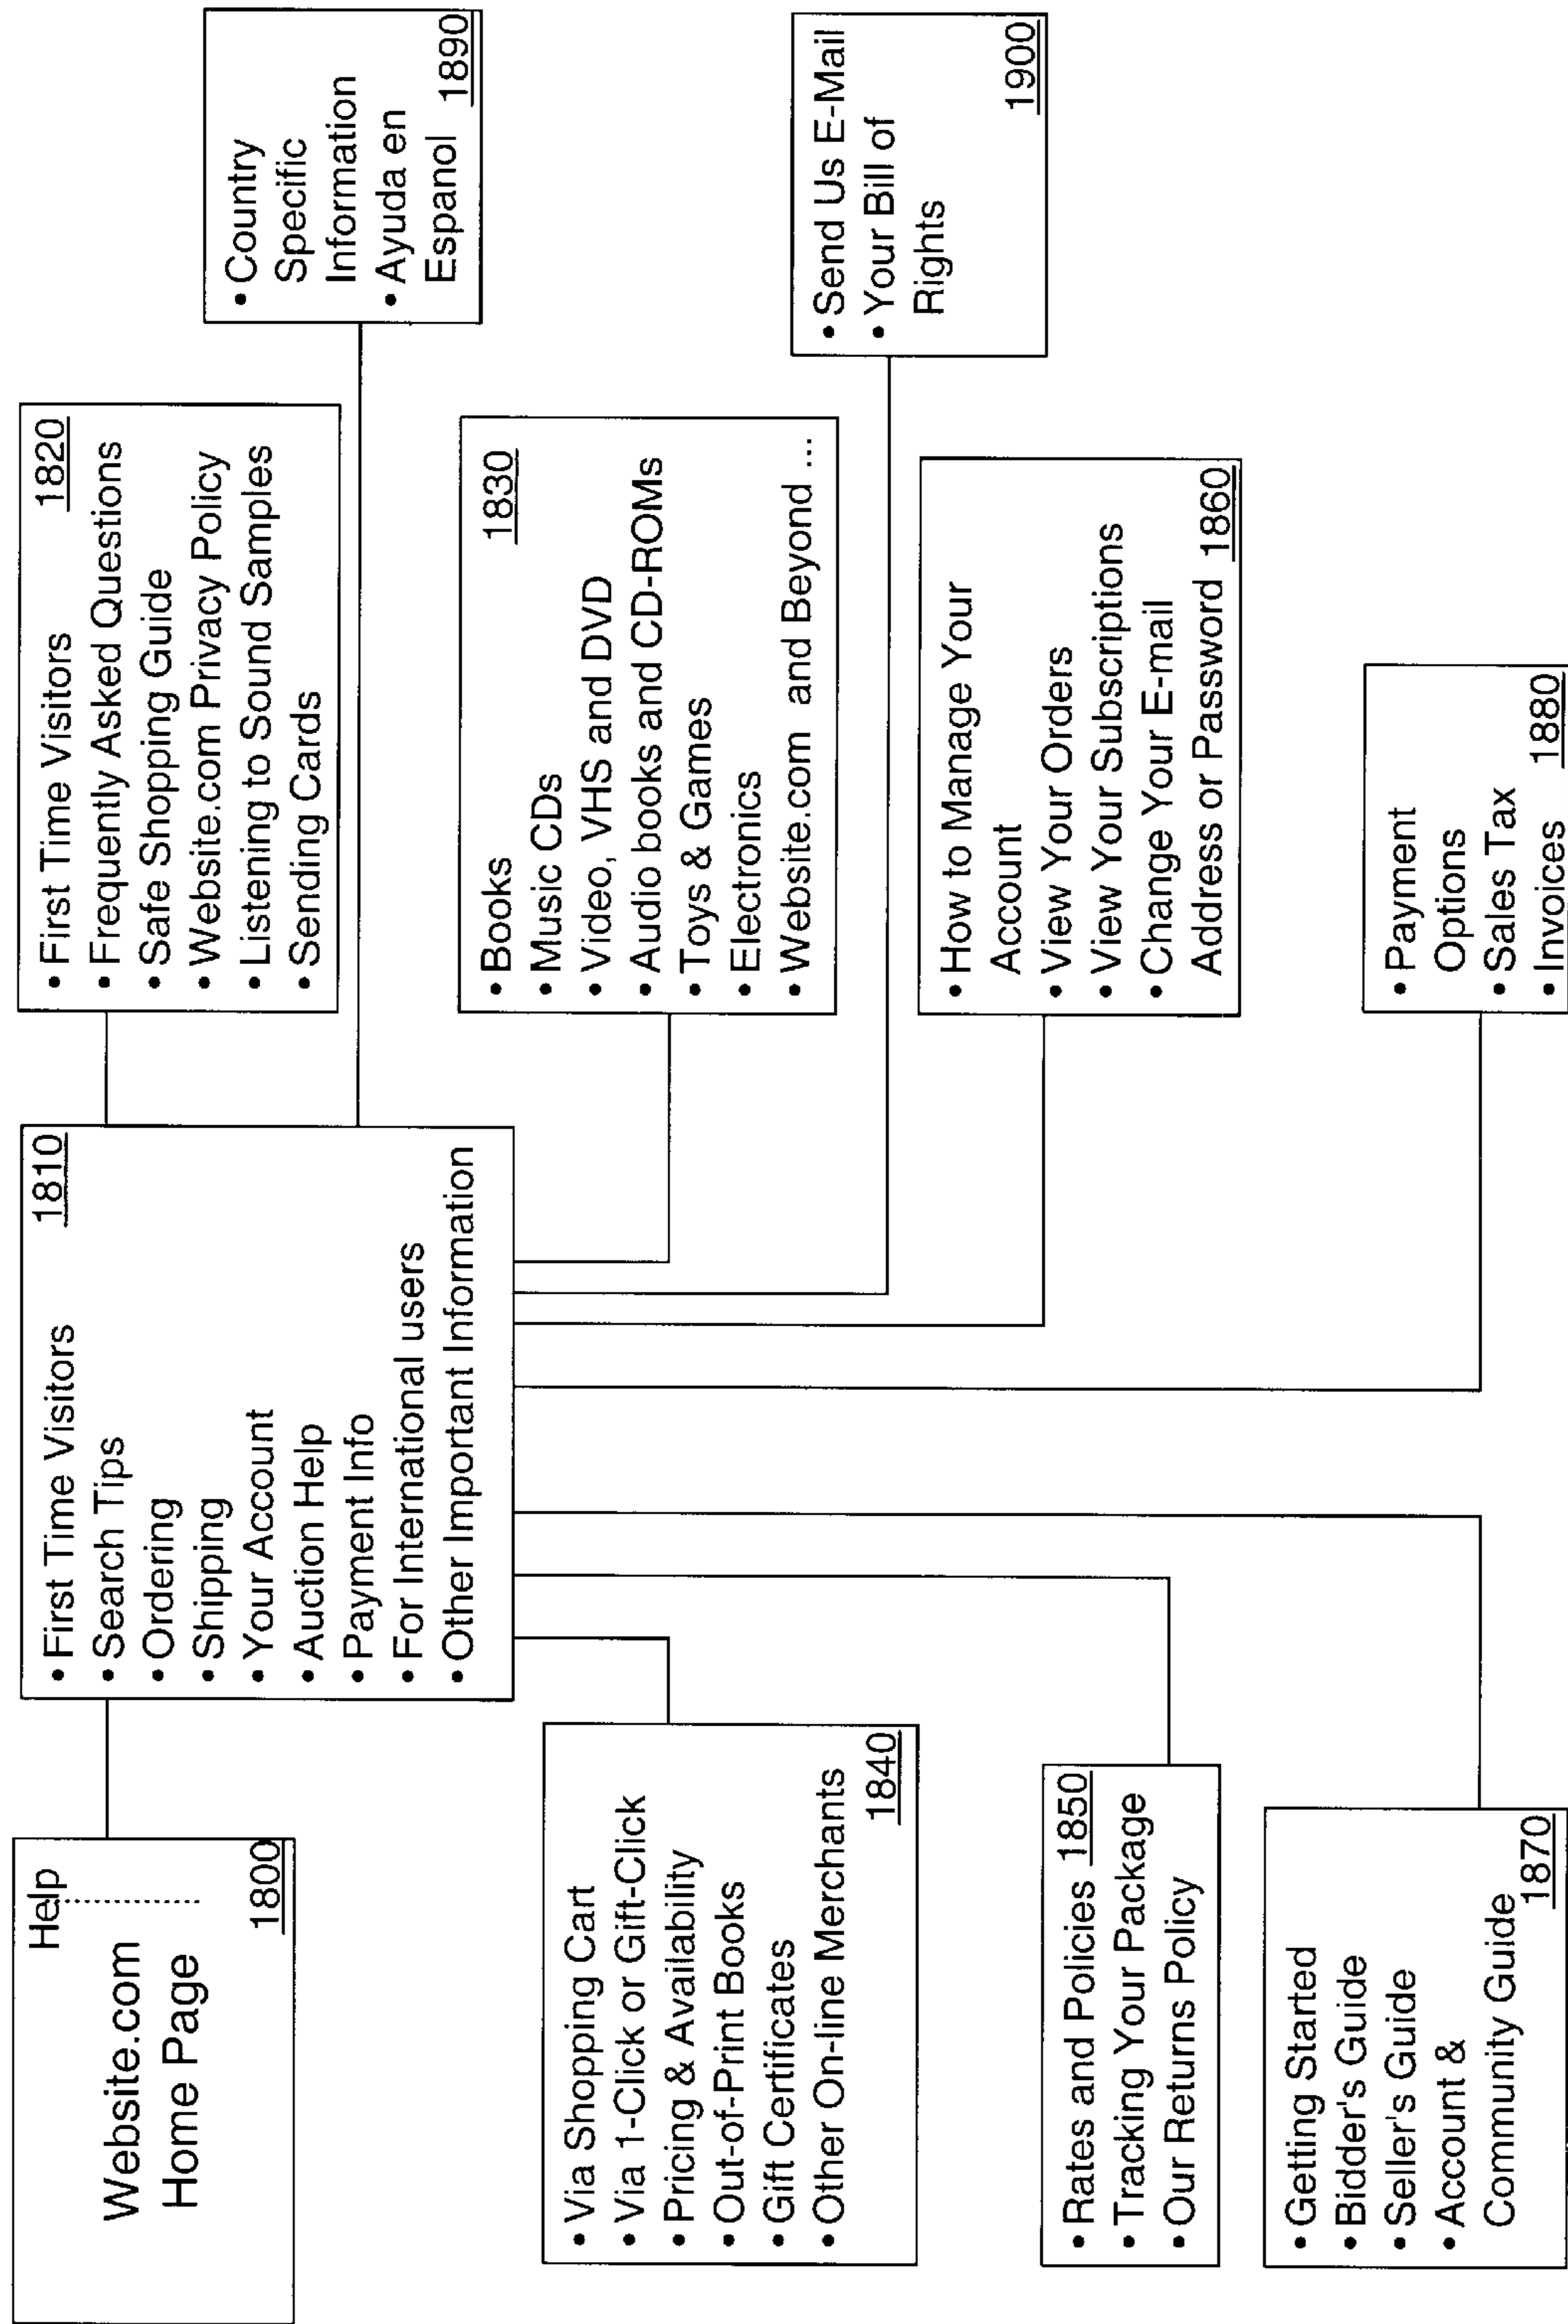 Help
Website.com
Home Page
1800
1810
• First Time Visitors
• Search Tips
• Ordering
• Shipping
• Your Account
• Auction Help
• Payment Info
• For International users
• Other Important Information
• First Time Visitors 1820
• Frequently Asked Questions
• Safe Shopping Guide
• Website.com Privacy Policy
• Listening to Sound Samples
• Sending Cards
• Country
Specific
Information
• Ayuda en
Espanol 1890
• Books 1830
• Music CDs
• Video, VHS and DVD
• Audio books and CD-ROMs
• Toys & Games
• Electronics
• Website.com and Beyond ...
• Send Us E-Mail
• Your Bill of
Rights
1900
• Via Shopping Cart
• Via 1-Click or Gift-Click
• Pricing & Availability
• Out-of-Print Books
• Gift Certificates
• Other On-line Merchants
1840
• How to Manage Your
Account
• View Your Orders
• View Your Subscriptions
• Change Your E-mail
Address or Password 1860
• Rates and Policies 1850
• Tracking Your Package
• Our Returns Policy
• Getting Started
• Bidder's Guide
• Seller's Guide
• Account &
Community Guide
1870
• Payment
Options
• Sales Tax
• Invoices 1880